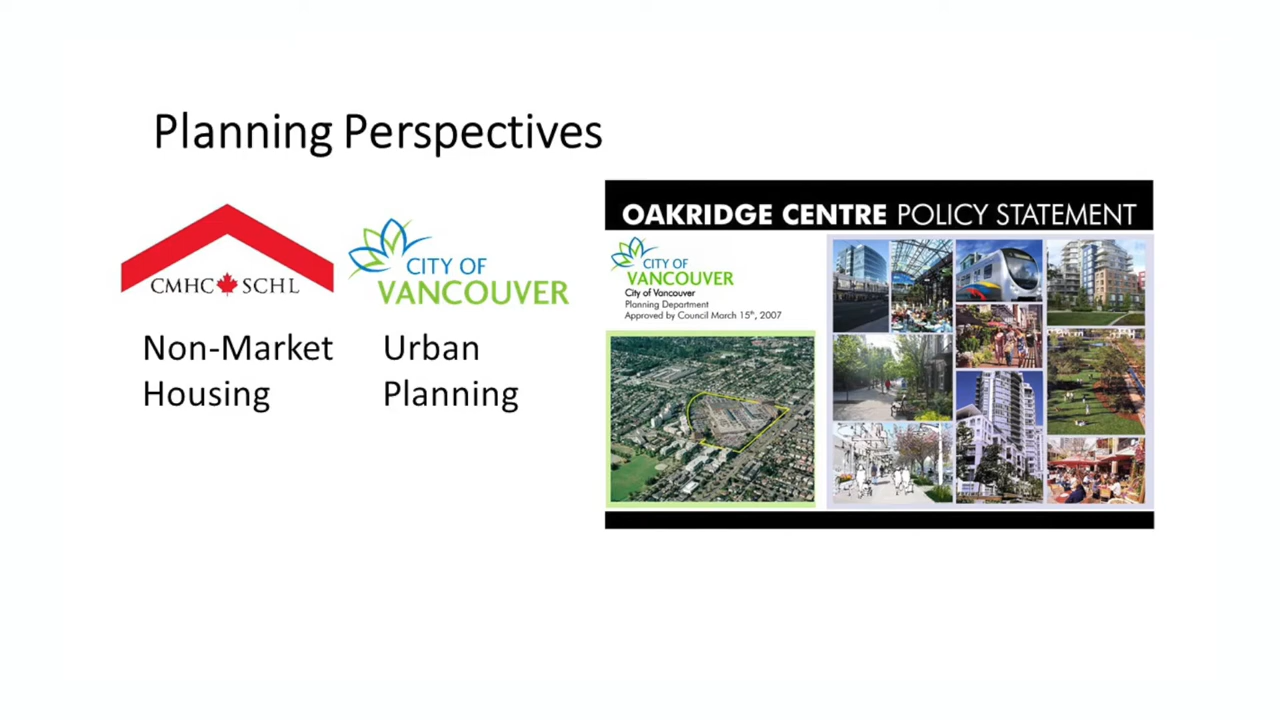 Planning Perspectives
CMHC SCHL
CITY OF
VANCOUVER
Non-Market
Housing
Urban
Planning
OAKRIDGE CENTRE POLICY STATEMENT
CITY OF
VANCOUVER
City of Vancouver
Planning Department
Approved by Council March 15th, 2007